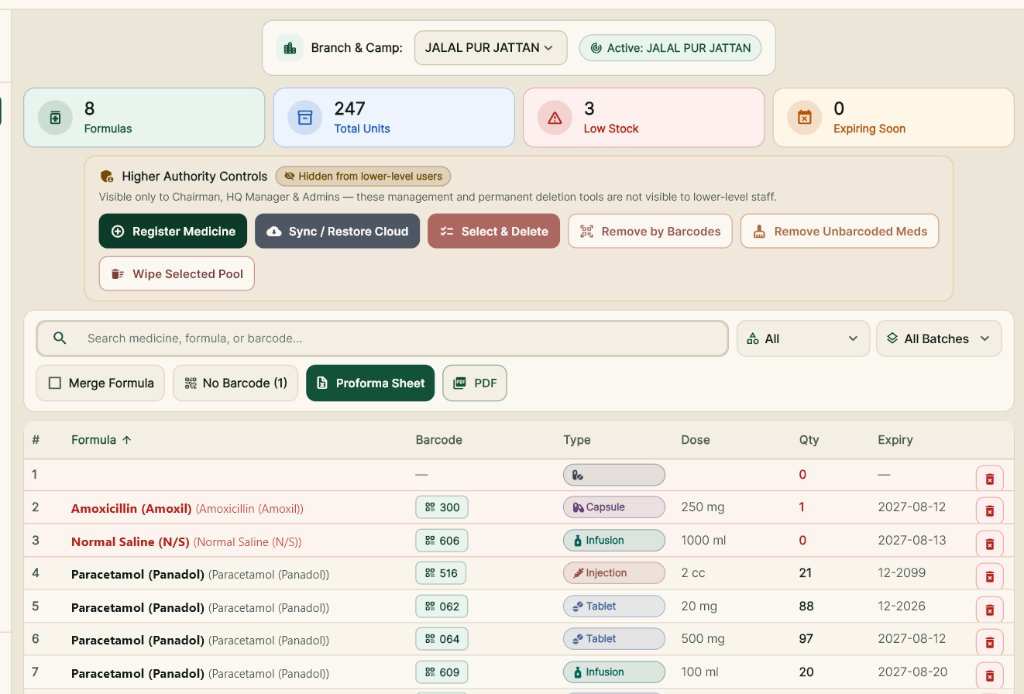 Branch & Camp: JALAL PUR JATTAN Active: JALAL PUR JATTAN
8 Formulas
247 Total Units
3 Low Stock
0 Expiring Soon
Higher Authority Controls Hidden from lower-level users
Visible only to Chairman, HQ Manager & Admins — these management and permanent deletion tools are not visible to lower-level staff.
Register Medicine Sync / Restore Cloud Select & Delete Remove by Barcodes Remove Unbarcoded Meds
Wipe Selected Pool
Search medicine, formula, or barcode... All All Batches
Merge Formula No Barcode (1) Proforma Sheet PDF
# Formula ↑ Barcode Type Dose Qty Expiry
1 — 0 —
2 Amoxicillin (Amoxil) (Amoxicillin (Amoxil)) 300 Capsule 250 mg 1 2027-08-12
3 Normal Saline (N/S) (Normal Saline (N/S)) 606 Infusion 1000 ml 0 2027-08-13
4 Paracetamol (Panadol) (Paracetamol (Panadol)) 516 Injection 2 cc 21 12-2099
5 Paracetamol (Panadol) (Paracetamol (Panadol)) 062 Tablet 20 mg 88 12-2026
6 Paracetamol (Panadol) (Paracetamol (Panadol)) 064 Tablet 500 mg 97 2027-08-12
7 Paracetamol (Panadol) (Paracetamol (Panadol)) 609 Infusion 100 ml 20 2027-08-20